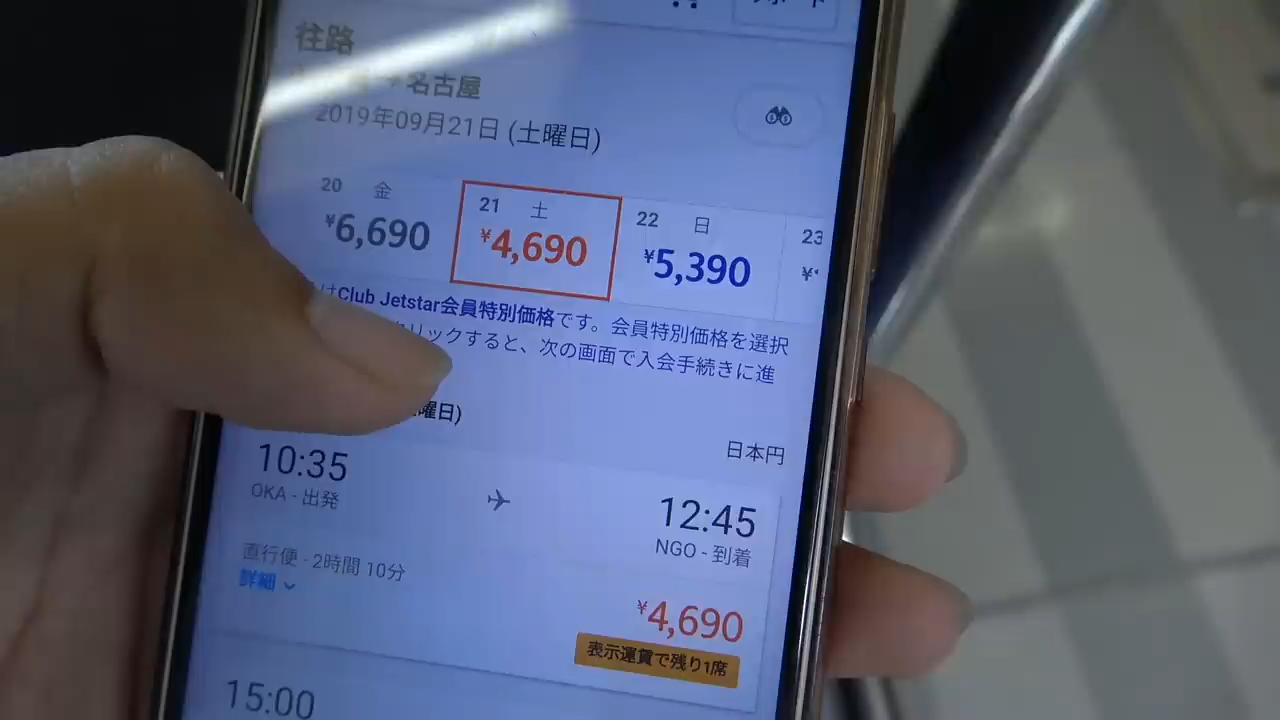 往路
名古屋
2019年09月21日 (土曜日)
20 金
¥6,690
21 土
¥4,690
22 日
¥5,390
23
¥
はClub Jetstar会員特別価格です。会員特別価格を選択
リックすると、次の画面で入会手続きに進
曜日)
日本円
10:35
OKA - 出発
12:45
NGO - 到着
直行便 - 2時間 10分
詳細
¥4,690
表示運賃で残り1席
15:00